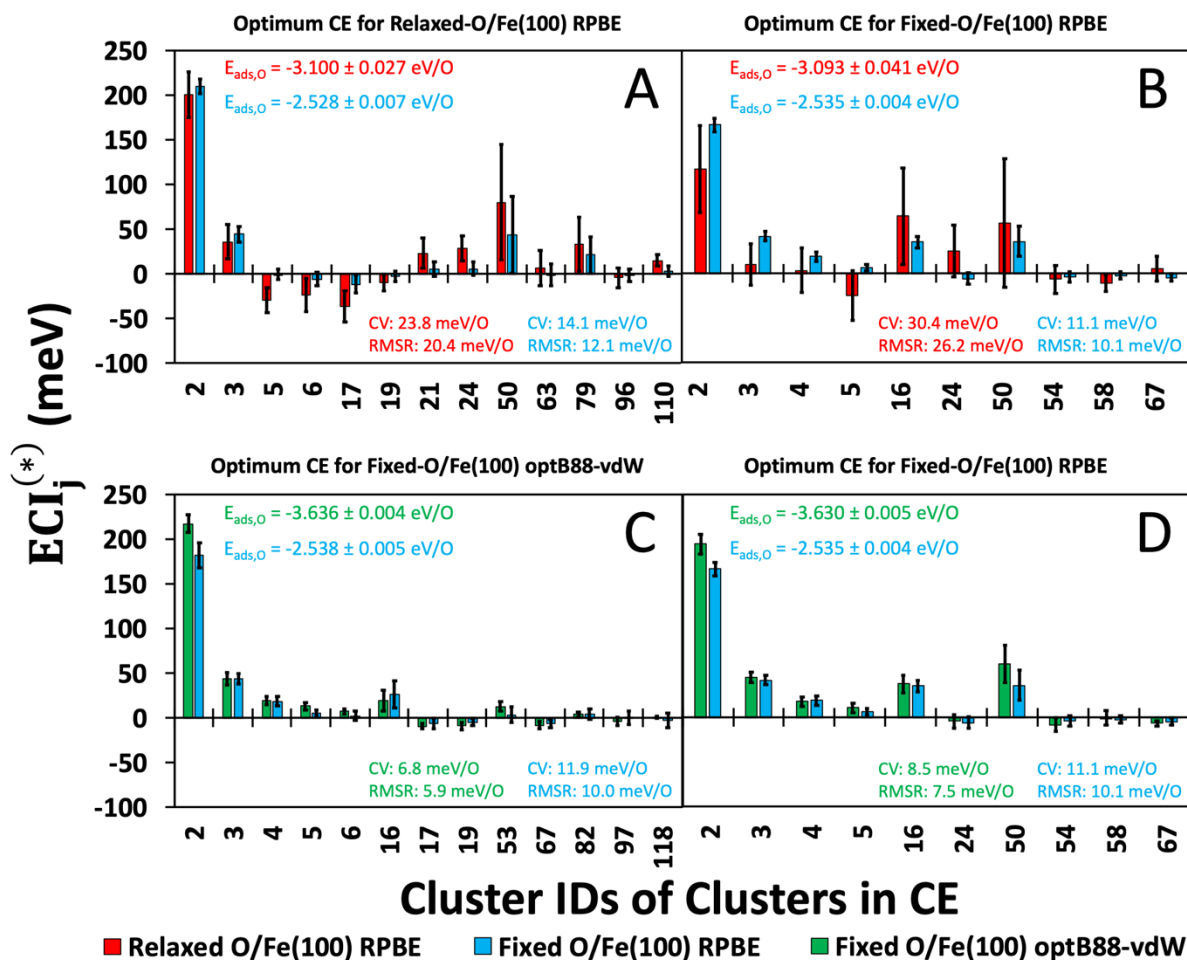 Optimum CE for Relaxed-O/Fe(100) RPBE
Optimum CE for Fixed-O/Fe(100) RPBE
250
200
150
100
50
0
-50
-100
E_ads,O = -3.100 ± 0.027 eV/O
E_ads,O = -2.528 ± 0.007 eV/O
A
CV: 23.8 meV/O
RMSR: 20.4 meV/O
CV: 14.1 meV/O
RMSR: 12.1 meV/O
2 3 5 6 17 19 21 24 50 63 79 96 110
E_ads,O = -3.093 ± 0.041 eV/O
E_ads,O = -2.535 ± 0.004 eV/O
B
CV: 30.4 meV/O
RMSR: 26.2 meV/O
CV: 11.1 meV/O
RMSR: 10.1 meV/O
2 3 4 5 16 24 50 54 58 67
ECI_j^(*) (meV)
Optimum CE for Fixed-O/Fe(100) optB88-vdW
Optimum CE for Fixed-O/Fe(100) RPBE
250
200
150
100
50
0
-50
-100
E_ads,O = -3.636 ± 0.004 eV/O
E_ads,O = -2.538 ± 0.005 eV/O
C
CV: 6.8 meV/O
RMSR: 5.9 meV/O
CV: 11.9 meV/O
RMSR: 10.0 meV/O
2 3 4 5 6 16 17 19 53 67 82 97 118
E_ads,O = -3.630 ± 0.005 eV/O
E_ads,O = -2.535 ± 0.004 eV/O
D
CV: 8.5 meV/O
RMSR: 7.5 meV/O
CV: 11.1 meV/O
RMSR: 10.1 meV/O
2 3 4 5 16 24 50 54 58 67
Cluster IDs of Clusters in CE
Relaxed O/Fe(100) RPBE
Fixed O/Fe(100) RPBE
Fixed O/Fe(100) optB88-vdW